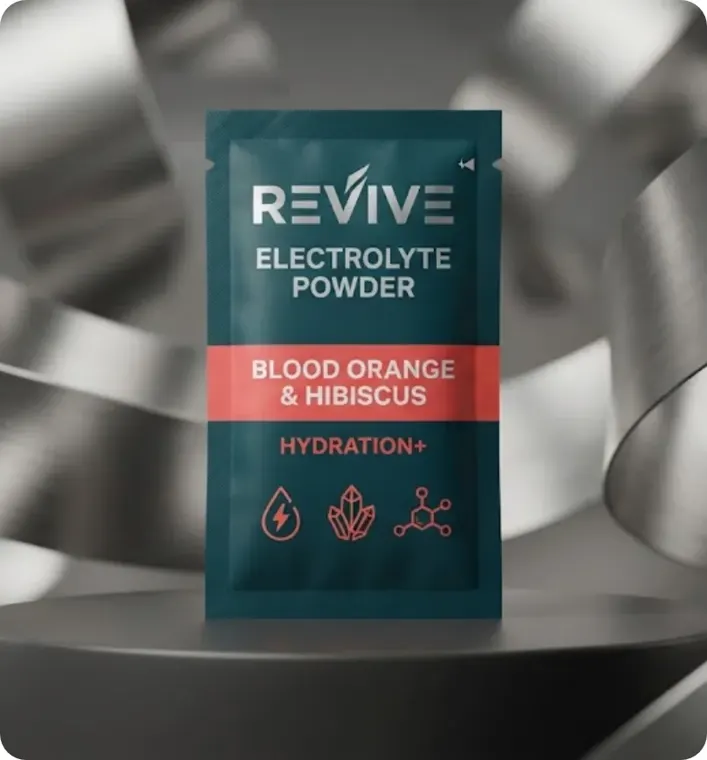 REVIVE
ELECTROLYTE
POWDER
BLOOD ORANGE
& HIBISCUS
HYDRATION+